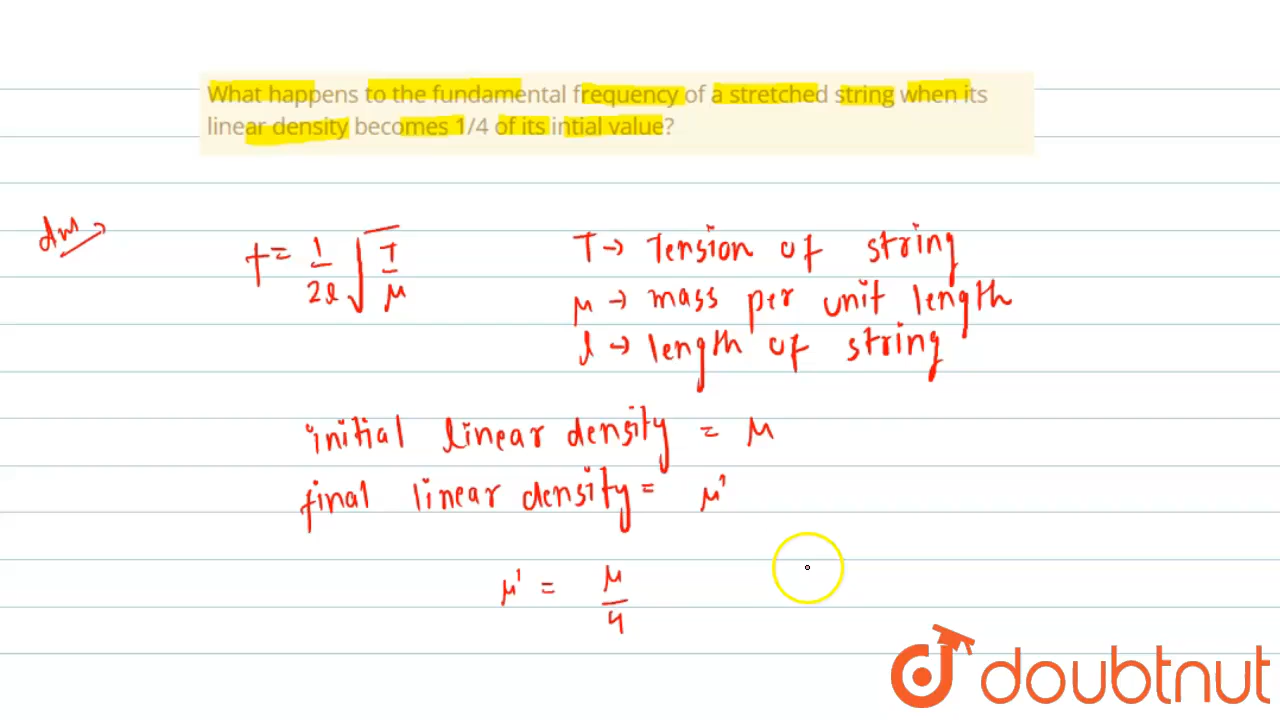 What happens to the fundamental frequency of a stretched string when its
linear density becomes 1/4 of its intial value?
Ans →
f = 1/2l √T/μ
T → Tension of string
μ → mass per unit length
l → length of string
initial linear density = μ
final linear density = μ'
μ' = μ/4
doubtnut